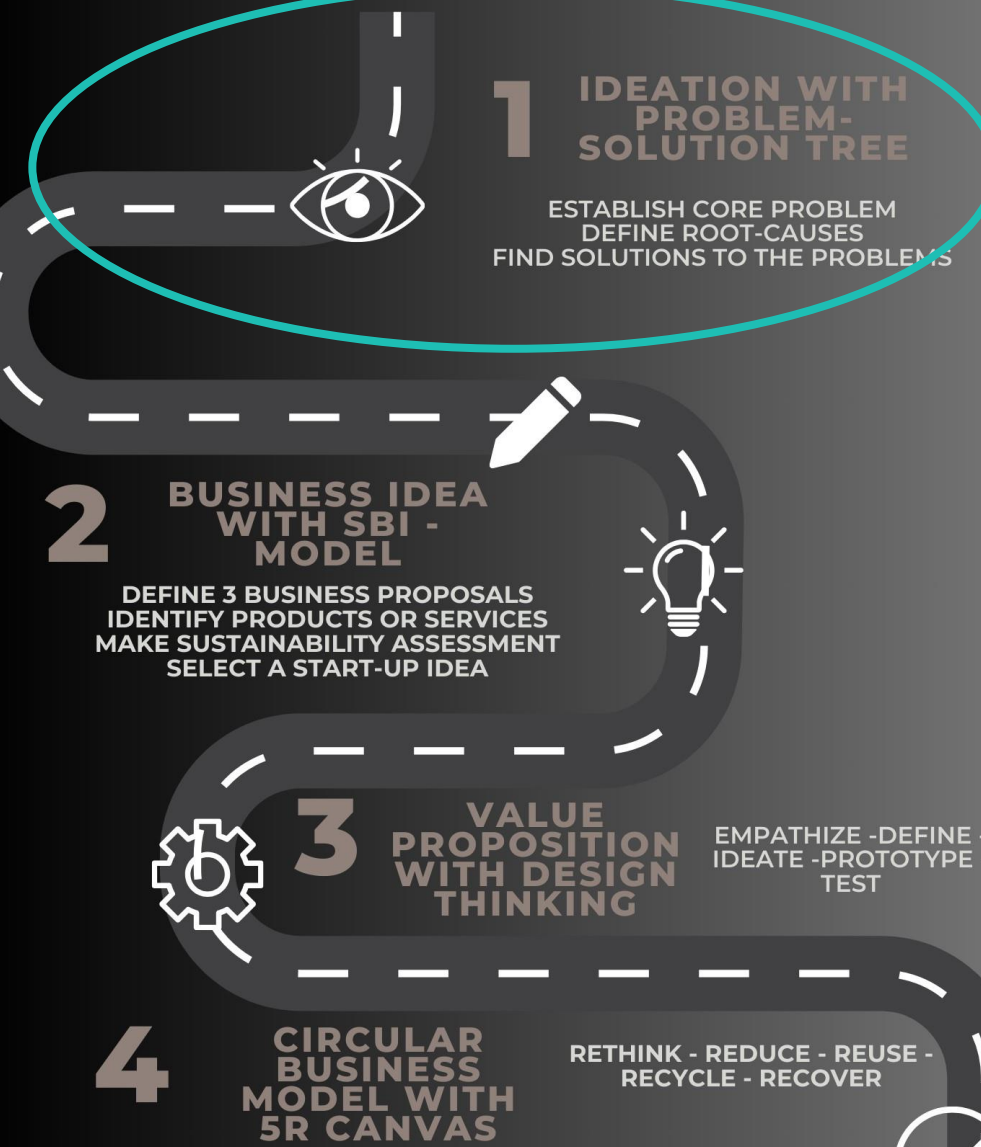 1
IDEATION WITH
PROBLEM-
SOLUTION TREE
ESTABLISH CORE PROBLEM
DEFINE ROOT-CAUSES
FIND SOLUTIONS TO THE PROBLEMS
2
BUSINESS IDEA
WITH SBI -
MODEL
DEFINE 3 BUSINESS PROPOSALS
IDENTIFY PRODUCTS OR SERVICES
MAKE SUSTAINABILITY ASSESSMENT
SELECT A START-UP IDEA
3
VALUE
PROPOSITION
WITH DESIGN
THINKING
EMPATHIZE -DEFINE -
IDEATE -PROTOTYPE
TEST
4
CIRCULAR
BUSINESS
MODEL WITH
5R CANVAS
RETHINK - REDUCE - REUSE -
RECYCLE - RECOVER